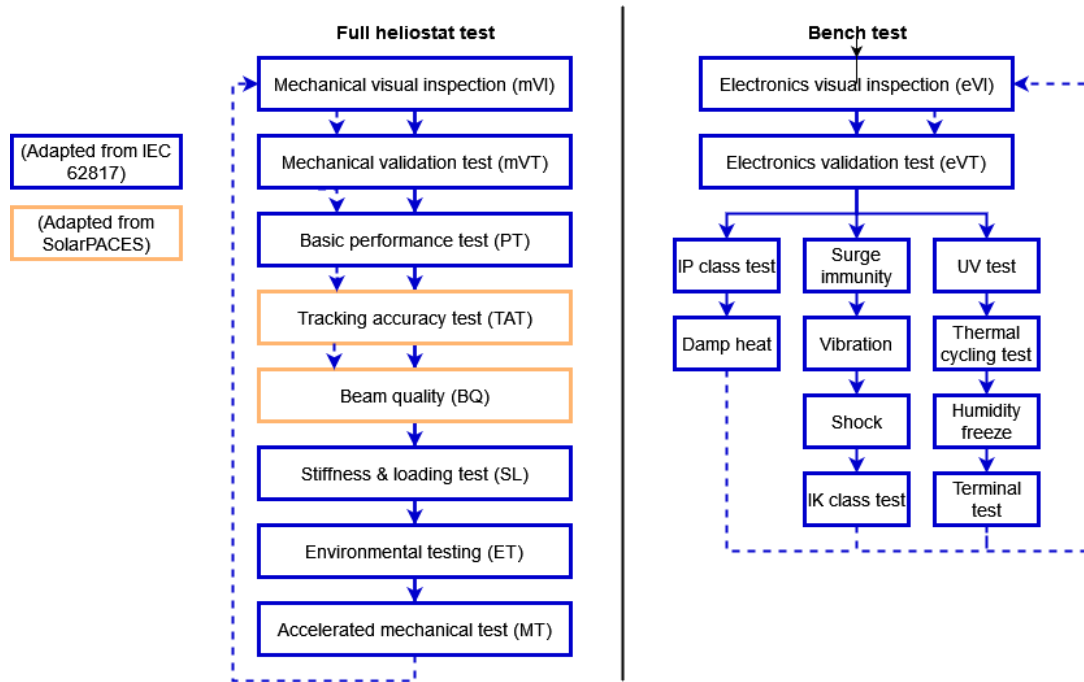 Full heliostat test
Mechanical visual inspection (mVI)
(Adapted from IEC
62817)
Mechanical validation test (mVT)
(Adapted from
SolarPACES)
Basic performance test (PT)
Tracking accuracy test (TAT)
Beam quality (BQ)
Stiffness & loading test (SL)
Environmental testing (ET)
Accelerated mechanical test (MT)
Bench test
Electronics visual inspection (eVI)
Electronics validation test (eVT)
IP class test
Damp heat
Surge
immunity
Vibration
Shock
IK class test
UV test
Thermal
cycling test
Humidity
freeze
Terminal
test